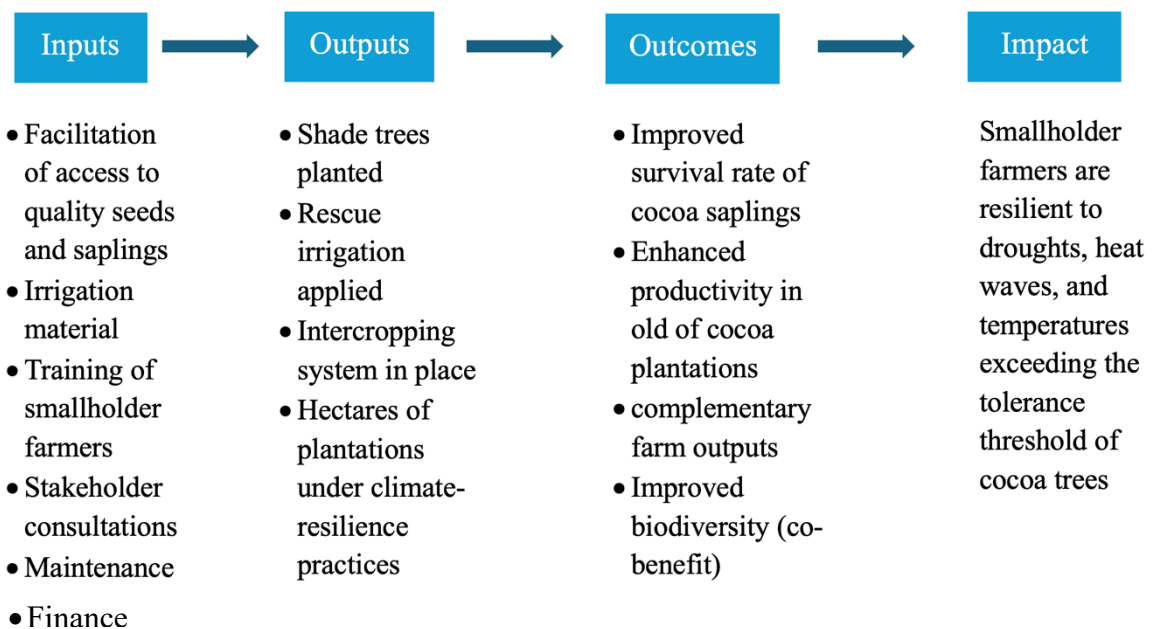 Inputs
Outputs
Outcomes
Impact
• Facilitation
of access to
quality seeds
and saplings
• Irrigation
material
• Training of
smallholder
farmers
• Stakeholder
consultations
• Maintenance
• Finance
• Shade trees
planted
• Rescue
irrigation
applied
• Intercropping
system in place
• Hectares of
plantations
under climate-
resilience
practices
• Improved
survival rate of
cocoa saplings
• Enhanced
productivity in
old of cocoa
plantations
• complementary
farm outputs
• Improved
biodiversity (co-
benefit)
Smallholder
farmers are
resilient to
droughts, heat
waves, and
temperatures
exceeding the
tolerance
threshold of
cocoa trees